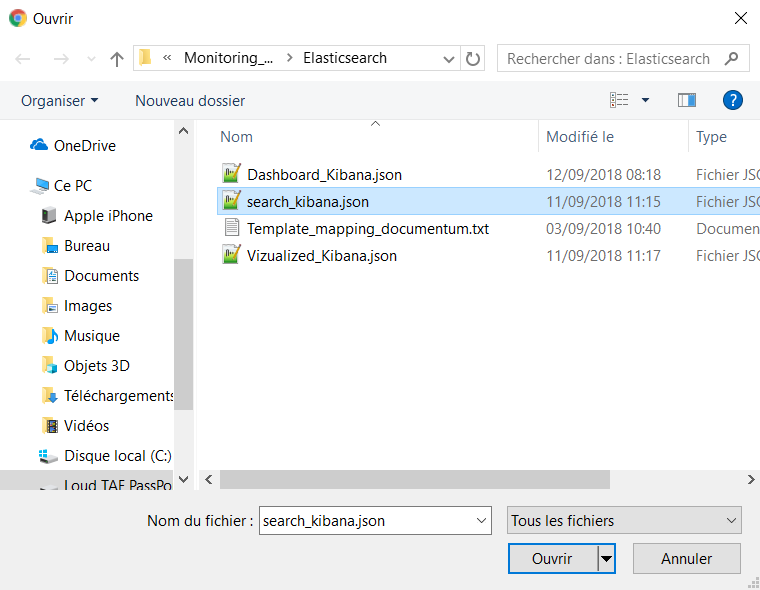 Ouvrir
« Monitoring_... > Elasticsearch
Rechercher dans : Elasticsearch
Organiser
Nouveau dossier
?
OneDrive
Ce PC
Apple iPhone
Bureau
Documents
Images
Musique
Objets 3D
Téléchargements
Vidéos
Disque local (C:)
Loud TAF PassPo
Nom Modifié le Type
Dashboard_Kibana.json 12/09/2018 08:18 Fichier JSO
search_kibana.json 11/09/2018 11:15 Fichier JSO
Template_mapping_documentum.txt 03/09/2018 10:40 Documen
Vizualized_Kibana.json 11/09/2018 11:17 Fichier JSO
Nom du fichier : search_kibana.json
Tous les fichiers
Ouvrir
Annuler